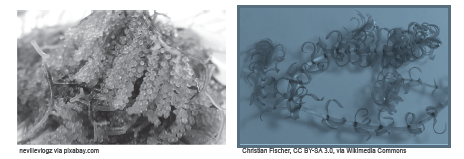 nevillevlogz via pixabay.com
Christian Fischer, CC BY-SA 3.0, via Wikimedia Commons